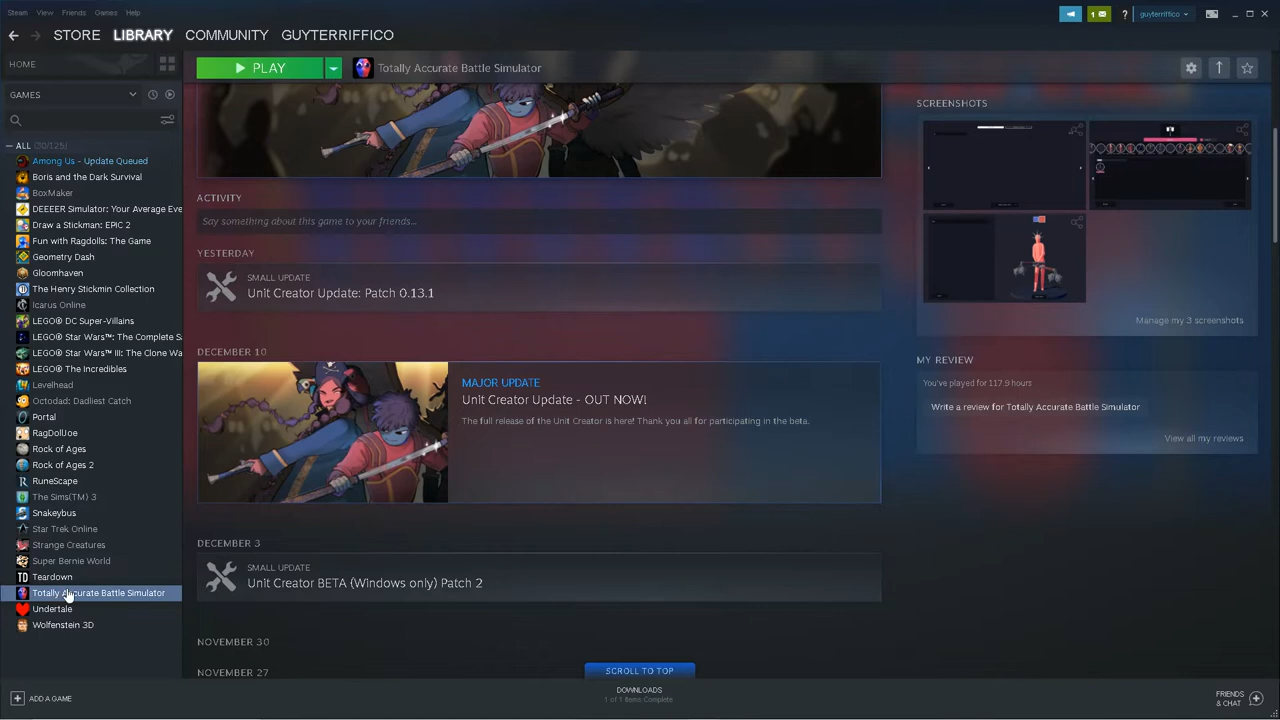 Steam View Friends Games Help
1 ? guyterriffico
STORE LIBRARY COMMUNITY GUYTERRIFFICO
HOME
GAMES
ALL (30/125)
Among Us - Update Queued
Boris and the Dark Survival
BoxMaker
DEEEER Simulator: Your Average Eve
Draw a Stickman: EPIC 2
Fun with Ragdolls: The Game
Geometry Dash
Gloomhaven
The Henry Stickmin Collection
Icarus Online
LEGO® DC Super-Villains
LEGO® Star Wars™: The Complete S
LEGO® Star Wars™ III: The Clone Wa
LEGO® The Incredibles
Levelhead
Octodad: Dadliest Catch
Portal
RagDollJoe
Rock of Ages
Rock of Ages 2
RuneScape
The Sims(TM) 3
Snakeybus
Star Trek Online
Strange Creatures
Super Bernie World
TD Teardown
Totally Accurate Battle Simulator
Undertale
Wolfenstein 3D
ADD A GAME
PLAY Totally Accurate Battle Simulator
ACTIVITY
Say something about this game to your friends...
YESTERDAY
SMALL UPDATE
Unit Creator Update: Patch 0.13.1
DECEMBER 10
MAJOR UPDATE
Unit Creator Update - OUT NOW!
The full release of the Unit Creator is here! Thank you all for participating in the beta.
DECEMBER 3
SMALL UPDATE
Unit Creator BETA (Windows only) Patch 2
NOVEMBER 30
NOVEMBER 27
SCROLL TO TOP
SCREENSHOTS
Manage my 3 screenshots
MY REVIEW
You've played for 117.9 hours
Write a review for Totally Accurate Battle Simulator
View all my reviews
DOWNLOADS
1 of 1 Items Complete
FRIENDS
& CHAT